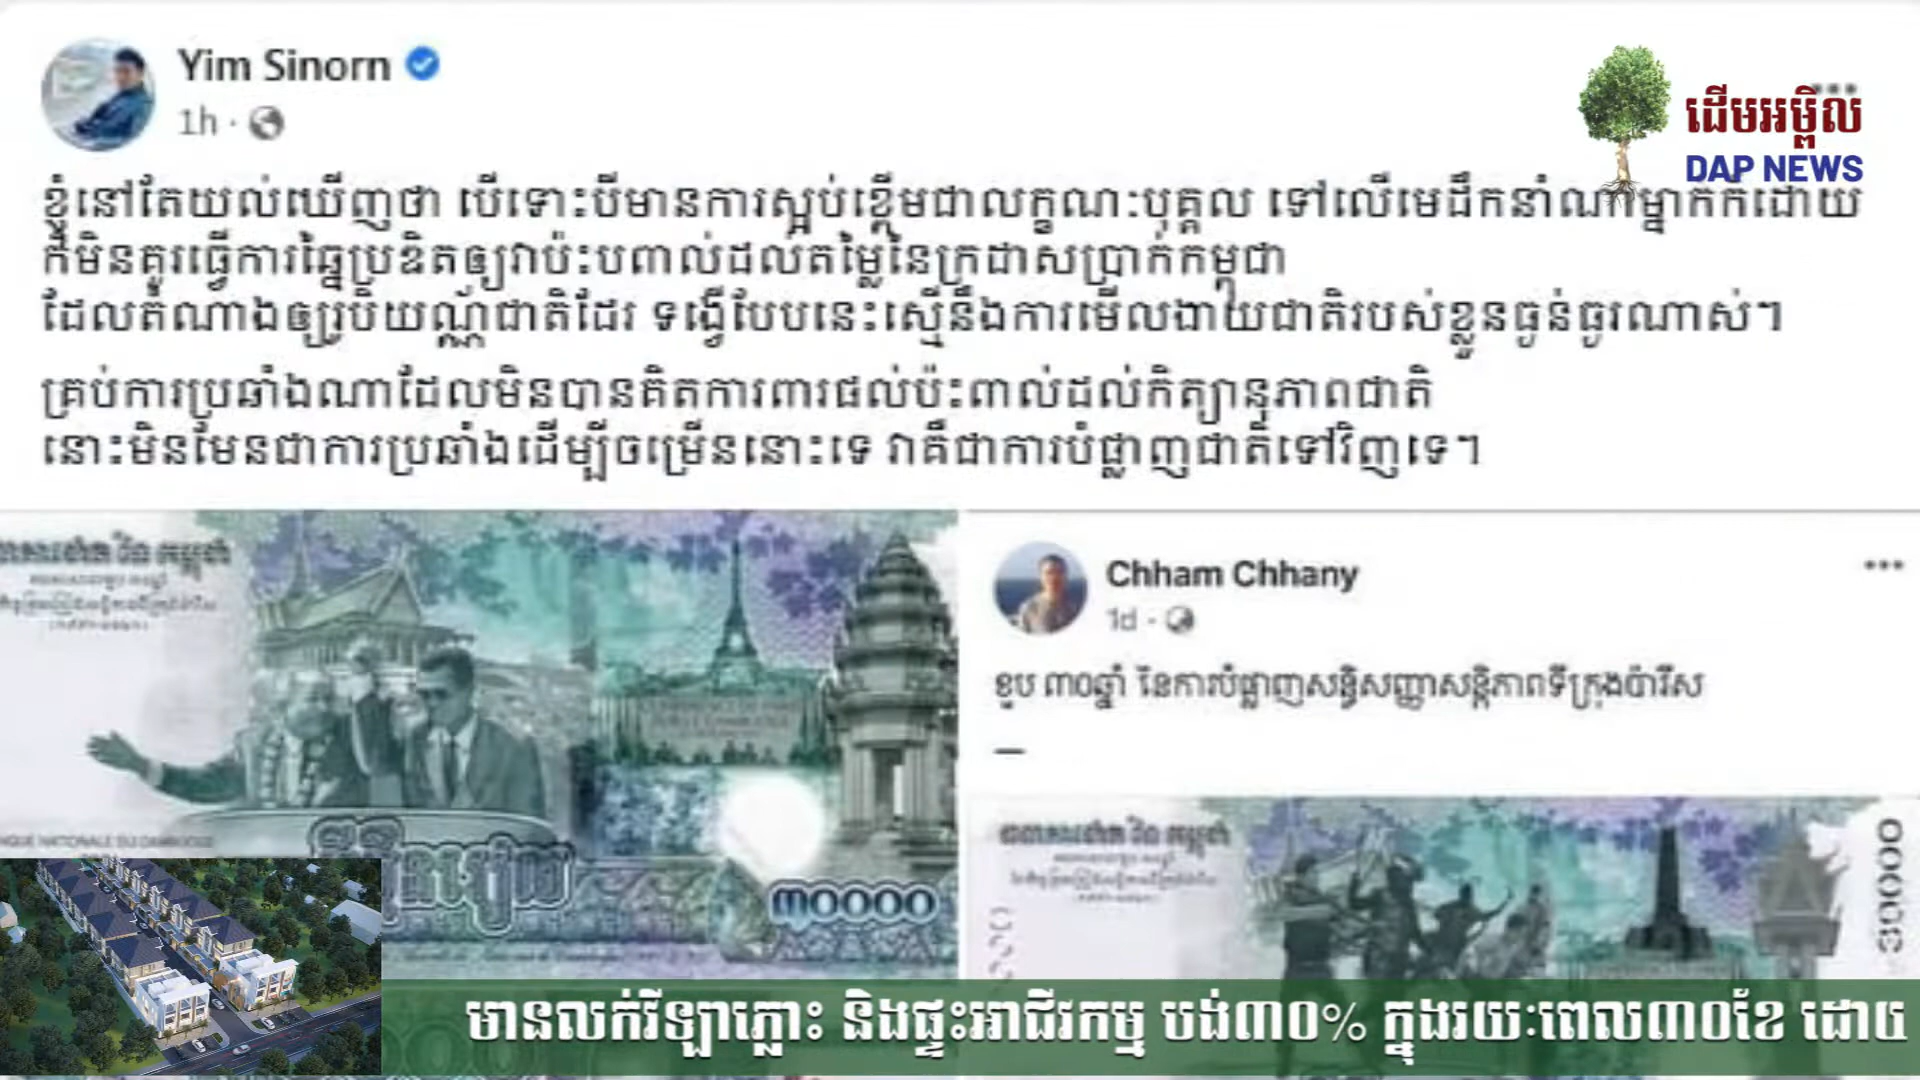 Yim Sinorn
1h ·
ដើមអម្ពិល
DAP NEWS
ខ្ញុំនៅតែយល់ឃើញថា បើទោះបីមានការស្អប់ខ្ពើមជាលក្ខណៈបុគ្គល ទៅលើមេដឹកនាំណាម្នាក់ក៏ដោយ
ក៏មិនគួរធ្វើការឆ្នៃប្រឌិតឲ្យវាប៉ះបពាល់ដល់តម្លៃនៃក្រដាសប្រាក់កម្ពុជា
ដែលតំណាងឲ្យរូបិយប័ណ្ណជាតិដែរ ទង្វើបែបនេះស្មើនឹងការមើលងាយជាតិរបស់ខ្លួនធ្ងន់ធ្ងរណាស់។
គ្រប់ការប្រឆាំងណាដែលមិនបានគិតការពារផល់ប៉ះពាល់ដល់កិត្យានុភាពជាតិ
នោះមិនមែនជាការប្រឆាំងដើម្បីចម្រើននោះទេ វាគឺជាការបំផ្លាញជាតិទៅវិញទេ។
Chham Chhany
1d ·
ខួប ៣០ឆ្នាំ នៃការបំផ្លាញសន្ធិសញ្ញាសន្តិភាពទីក្រុងប៉ារីស
—
៣០០០០
30000
មានលក់វីឡាភ្លោះ និងផ្ទះអាជីវកម្ម បង់៣០% ក្នុងរយៈពេល៣០ខែ ដោយ